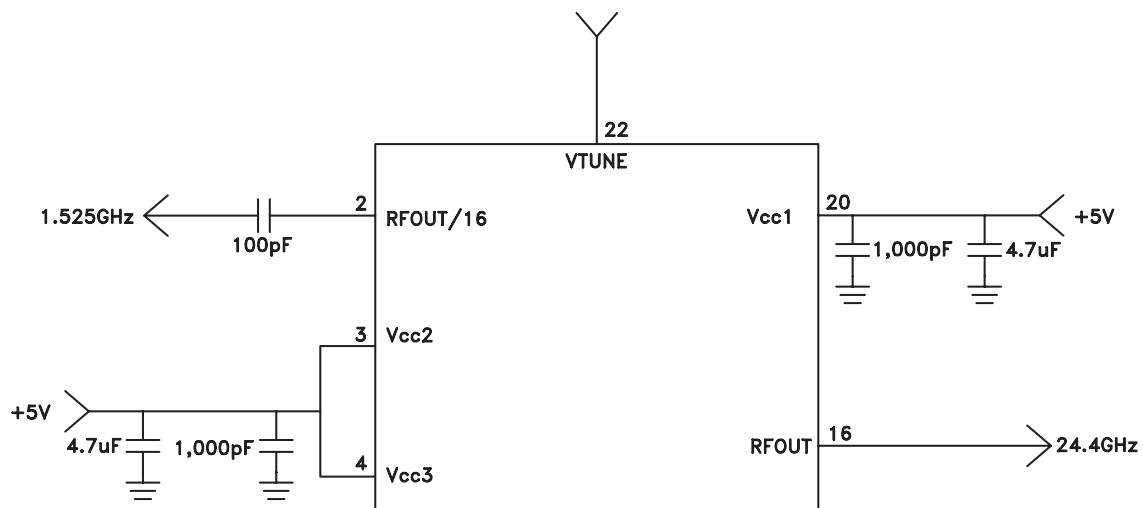 22
VTUNE
1.525GHz
100pF
2
RFOUT/16
Vcc1
20
+5V
1,000pF
4.7uF
3
Vcc2
+5V
4.7uF
1,000pF
4
Vcc3
RFOUT
16
24.4GHz